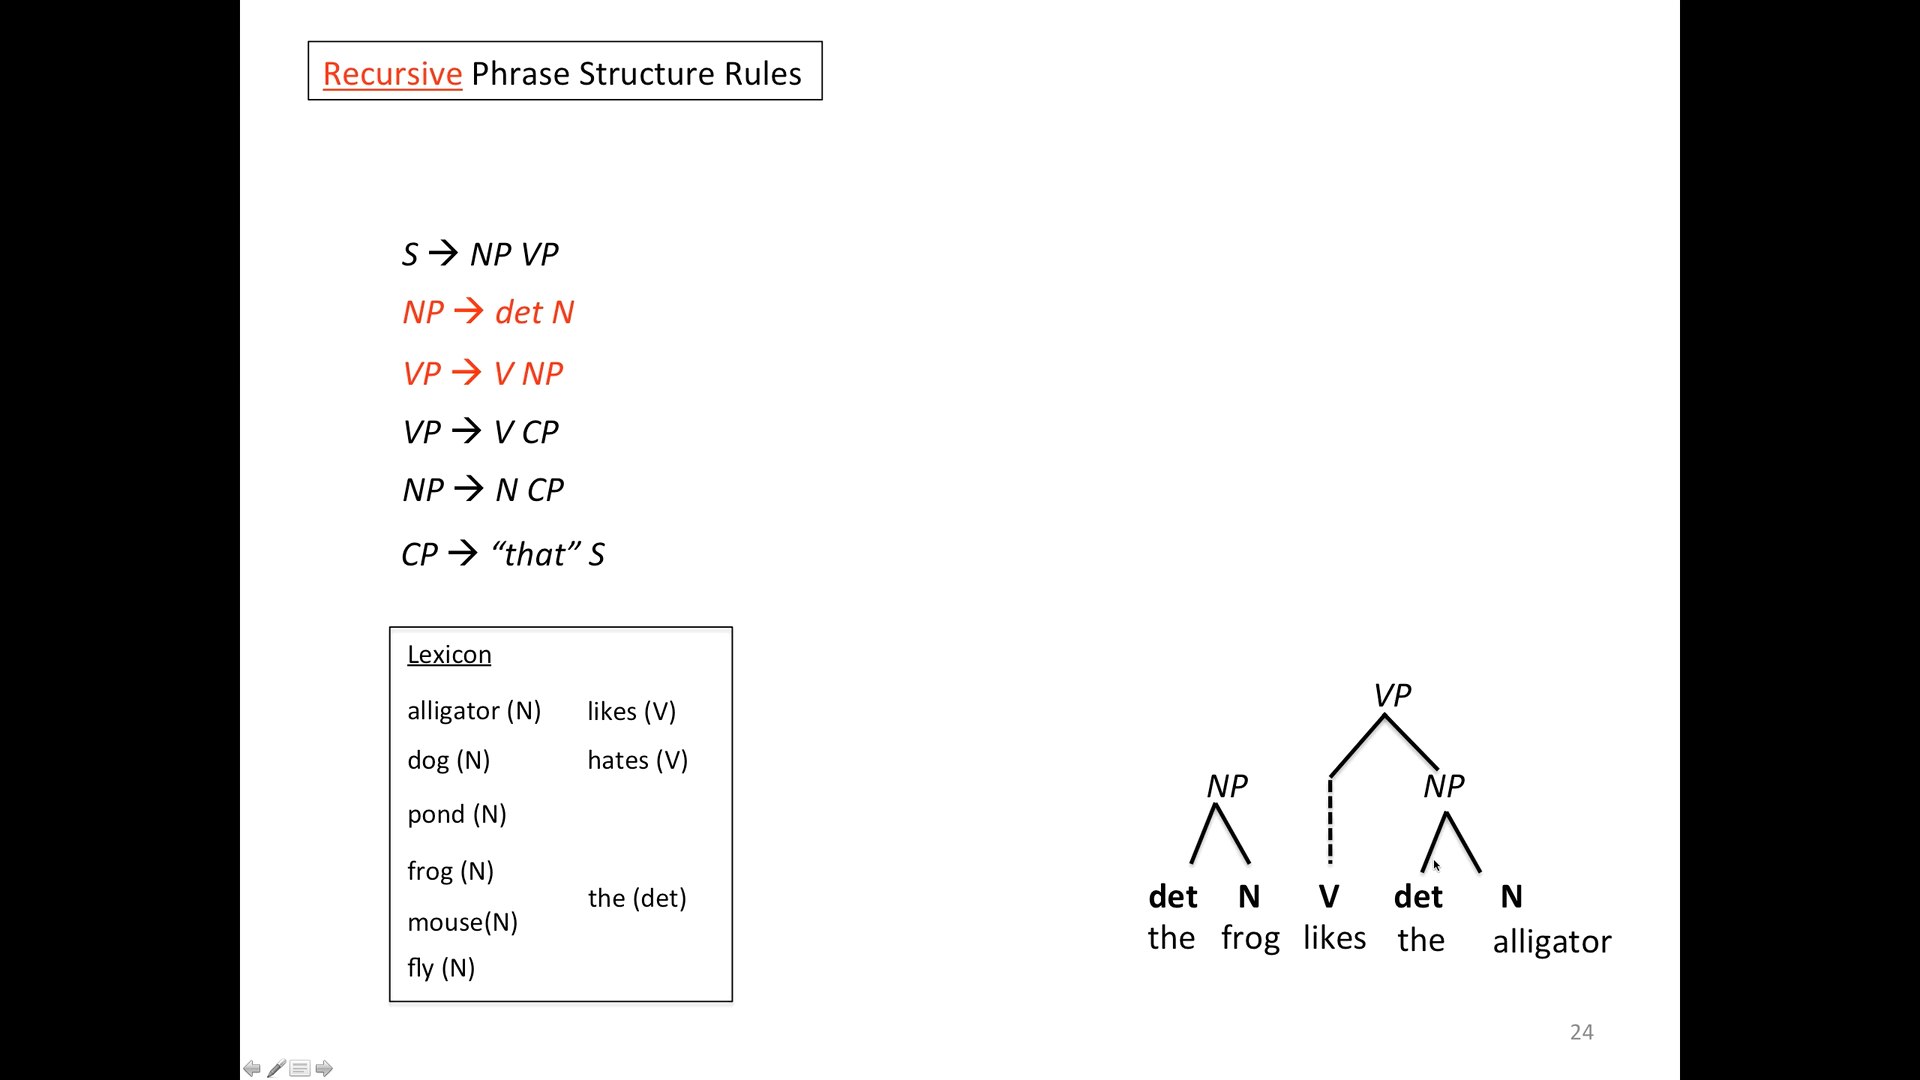 Recursive Phrase Structure Rules
S → NP VP
NP → det N
VP → V NP
VP → V CP
NP → N CP
CP → “that” S
Lexicon
alligator (N) likes (V)
dog (N) hates (V)
pond (N)
frog (N)
the (det)
mouse(N)
fly (N)
VP
NP NP
det N V det N
the frog likes the alligator
24